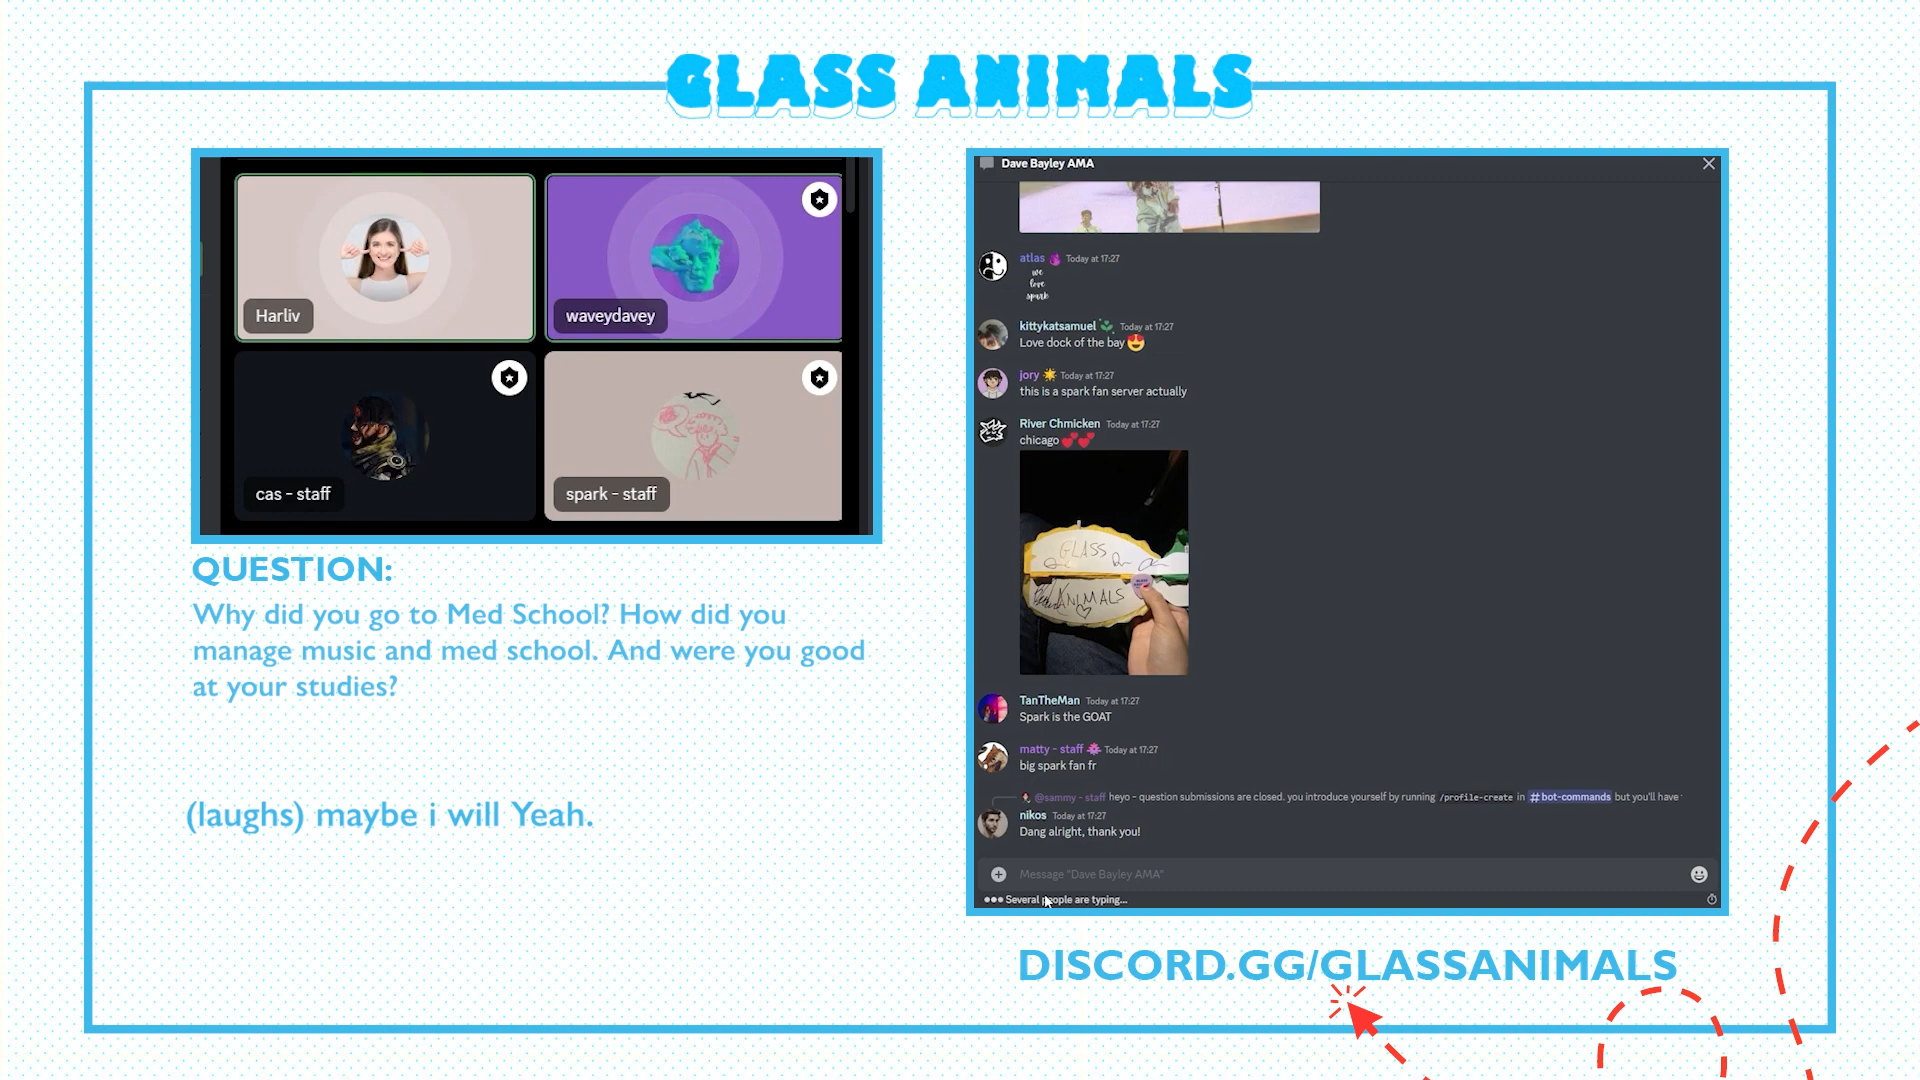 GLASS ANIMALS
Harliv
waveydavey
cas - staff
spark - staff
QUESTION:
Why did you go to Med School? How did you
manage music and med school. And were you good
at your studies?
(laughs) maybe i will Yeah.
Dave Bayley AMA
atlas Today at 17:27
we
love
spark
kittykatsamuel Today at 17:27
Love dock of the bay
jory Today at 17:27
this is a spark fan server actually
River Chmicken Today at 17:27
chicago
GLASS
ANIMALS
TanTheMan Today at 17:27
Spark is the GOAT
matty - staff Today at 17:27
big spark fan fr
@sammy - staff heyo - question submissions are closed. you introduce yourself by running /profile-create in # bot-commands but you'll have
nikos Today at 17:27
Dang alright, thank you!
Message "Dave Bayley AMA"
Several people are typing...
DISCORD.GG/GLASSANIMALS